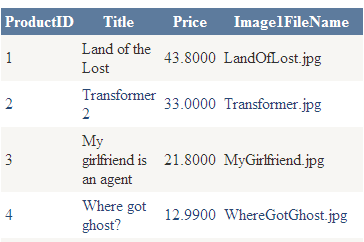 ProductID Title Price Image1FileName
1 Land of the Lost 43.8000 LandOfLost.jpg
2 Transformer 2 33.0000 Transformer.jpg
3 My girlfriend is an agent 21.8000 MyGirlfriend.jpg
4 Where got ghost? 12.9900 WhereGotGhost.jpg